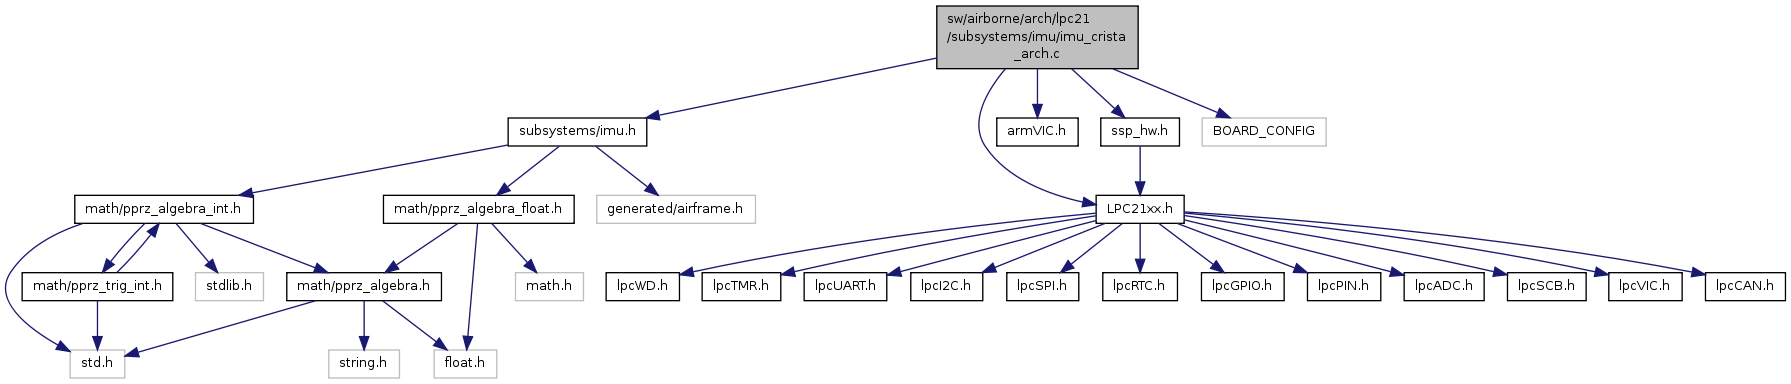 sw/airborne/arch/lpc21
/subsystems/imu/imu_crista
_arch.c
subsystems/imu.h
armVIC.h
ssp_hw.h
BOARD_CONFIG
math/pprz_algebra_int.h
math/pprz_algebra_float.h
generated/airframe.h
LPC21xx.h
math/pprz_trig_int.h
stdlib.h
math/pprz_algebra.h
math.h
lpcWD.h
lpcTMR.h
lpcUART.h
lpcI2C.h
lpcSPI.h
lpcRTC.h
lpcGPIO.h
lpcPIN.h
lpcADC.h
lpcSCB.h
lpcVIC.h
lpcCAN.h
std.h
string.h
float.h